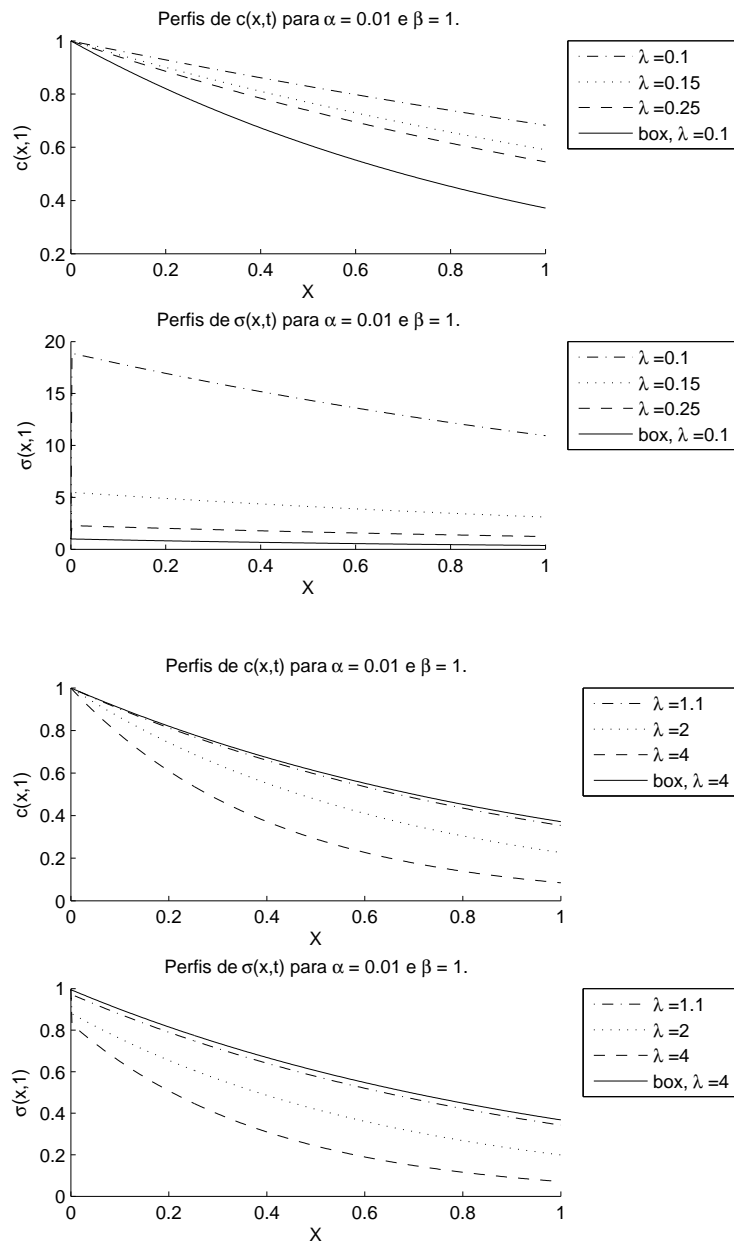 Perfis de c(x,t) para α = 0.01 e β = 1.
1
0.8
0.6
0.4
0.2
c(x,1)
0 0.2 0.4 0.6 0.8 1
X
λ =0.1
λ =0.15
λ =0.25
box, λ =0.1
Perfis de σ(x,t) para α = 0.01 e β = 1.
20
15
10
5
0
σ(x,1)
0 0.2 0.4 0.6 0.8 1
X
λ =0.1
λ =0.15
λ =0.25
box, λ =0.1
Perfis de c(x,t) para α = 0.01 e β = 1.
1
0.8
0.6
0.4
0.2
0
c(x,1)
0 0.2 0.4 0.6 0.8 1
X
λ =1.1
λ =2
λ =4
box, λ =4
Perfis de σ(x,t) para α = 0.01 e β = 1.
1
0.8
0.6
0.4
0.2
0
σ(x,1)
0 0.2 0.4 0.6 0.8 1
X
λ =1.1
λ =2
λ =4
box, λ =4